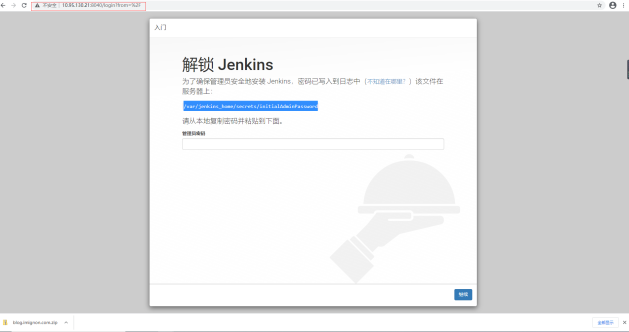 不安全 | 10.95.130.21:8040/login?from=%2F
入门
解锁 Jenkins
为了确保管理员安全地安装 Jenkins，密码已写入到日志中（不知道在哪里？）该文件在
服务器上：
/var/jenkins_home/secrets/initialAdminPassword
请从本地复制密码并粘贴到下面。
管理员密码
继续
blog.msgnon.com.zip
全部显示